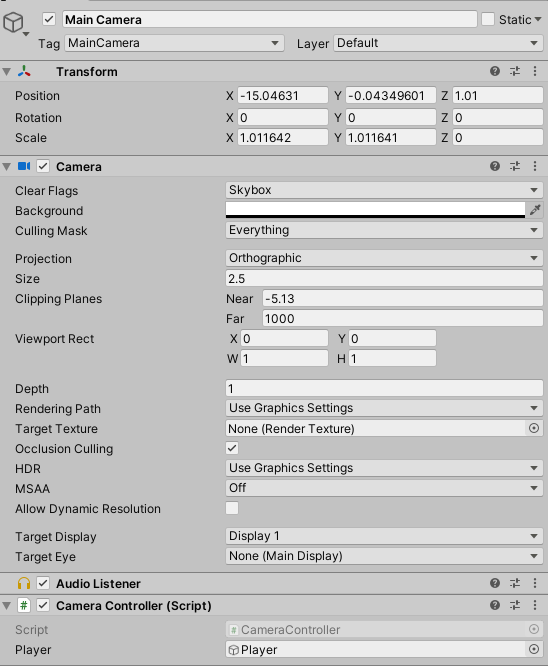 Main Camera Static
Tag MainCamera Layer Default
Transform
Position X -15.04631 Y -0.04349601 Z 1.01
Rotation X 0 Y 0 Z 0
Scale X 1.011642 Y 1.011641 Z 0
Camera
Clear Flags Skybox
Background
Culling Mask Everything
Projection Orthographic
Size 2.5
Clipping Planes Near -5.13
Far 1000
Viewport Rect X 0 Y 0
W 1 H 1
Depth 1
Rendering Path Use Graphics Settings
Target Texture None (Render Texture)
Occlusion Culling
HDR Use Graphics Settings
MSAA Off
Allow Dynamic Resolution
Target Display Display 1
Target Eye None (Main Display)
Audio Listener
# Camera Controller (Script)
Script # CameraController
Player Player